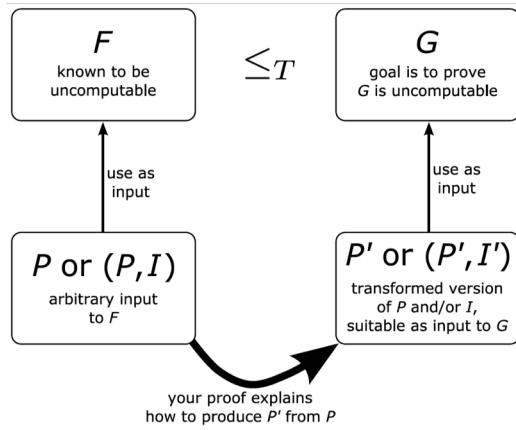 F
known to be
uncomputable
≤T
G
goal is to prove
G is uncomputable
use as
input
use as
input
P or (P,I)
arbitrary input
to F
P′ or (P′,I′)
transformed version
of P and/or I,
suitable as input to G
your proof explains
how to produce P′ from P